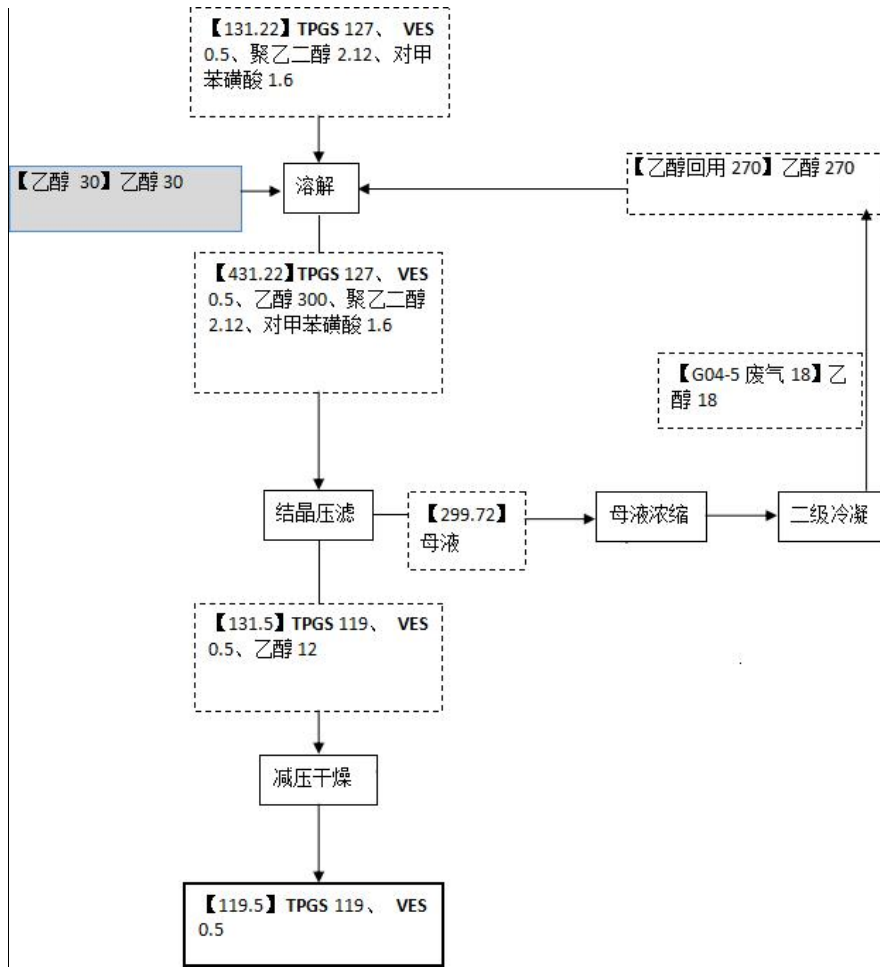 【131.22】TPGS 127、 VES
0.5、聚乙二醇 2.12、对甲
苯磺酸 1.6
【乙醇 30】乙醇 30
溶解
【乙醇回用 270】乙醇 270
【431.22】TPGS 127、 VES
0.5、乙醇 300、聚乙二醇
2.12、对甲苯磺酸 1.6
【G04-5 废气 18】乙
醇 18
结晶压滤
【299.72】
母液
母液浓缩
二级冷凝
【131.5】TPGS 119、 VES
0.5、乙醇 12
减压干燥
【119.5】TPGS 119、 VES
0.5